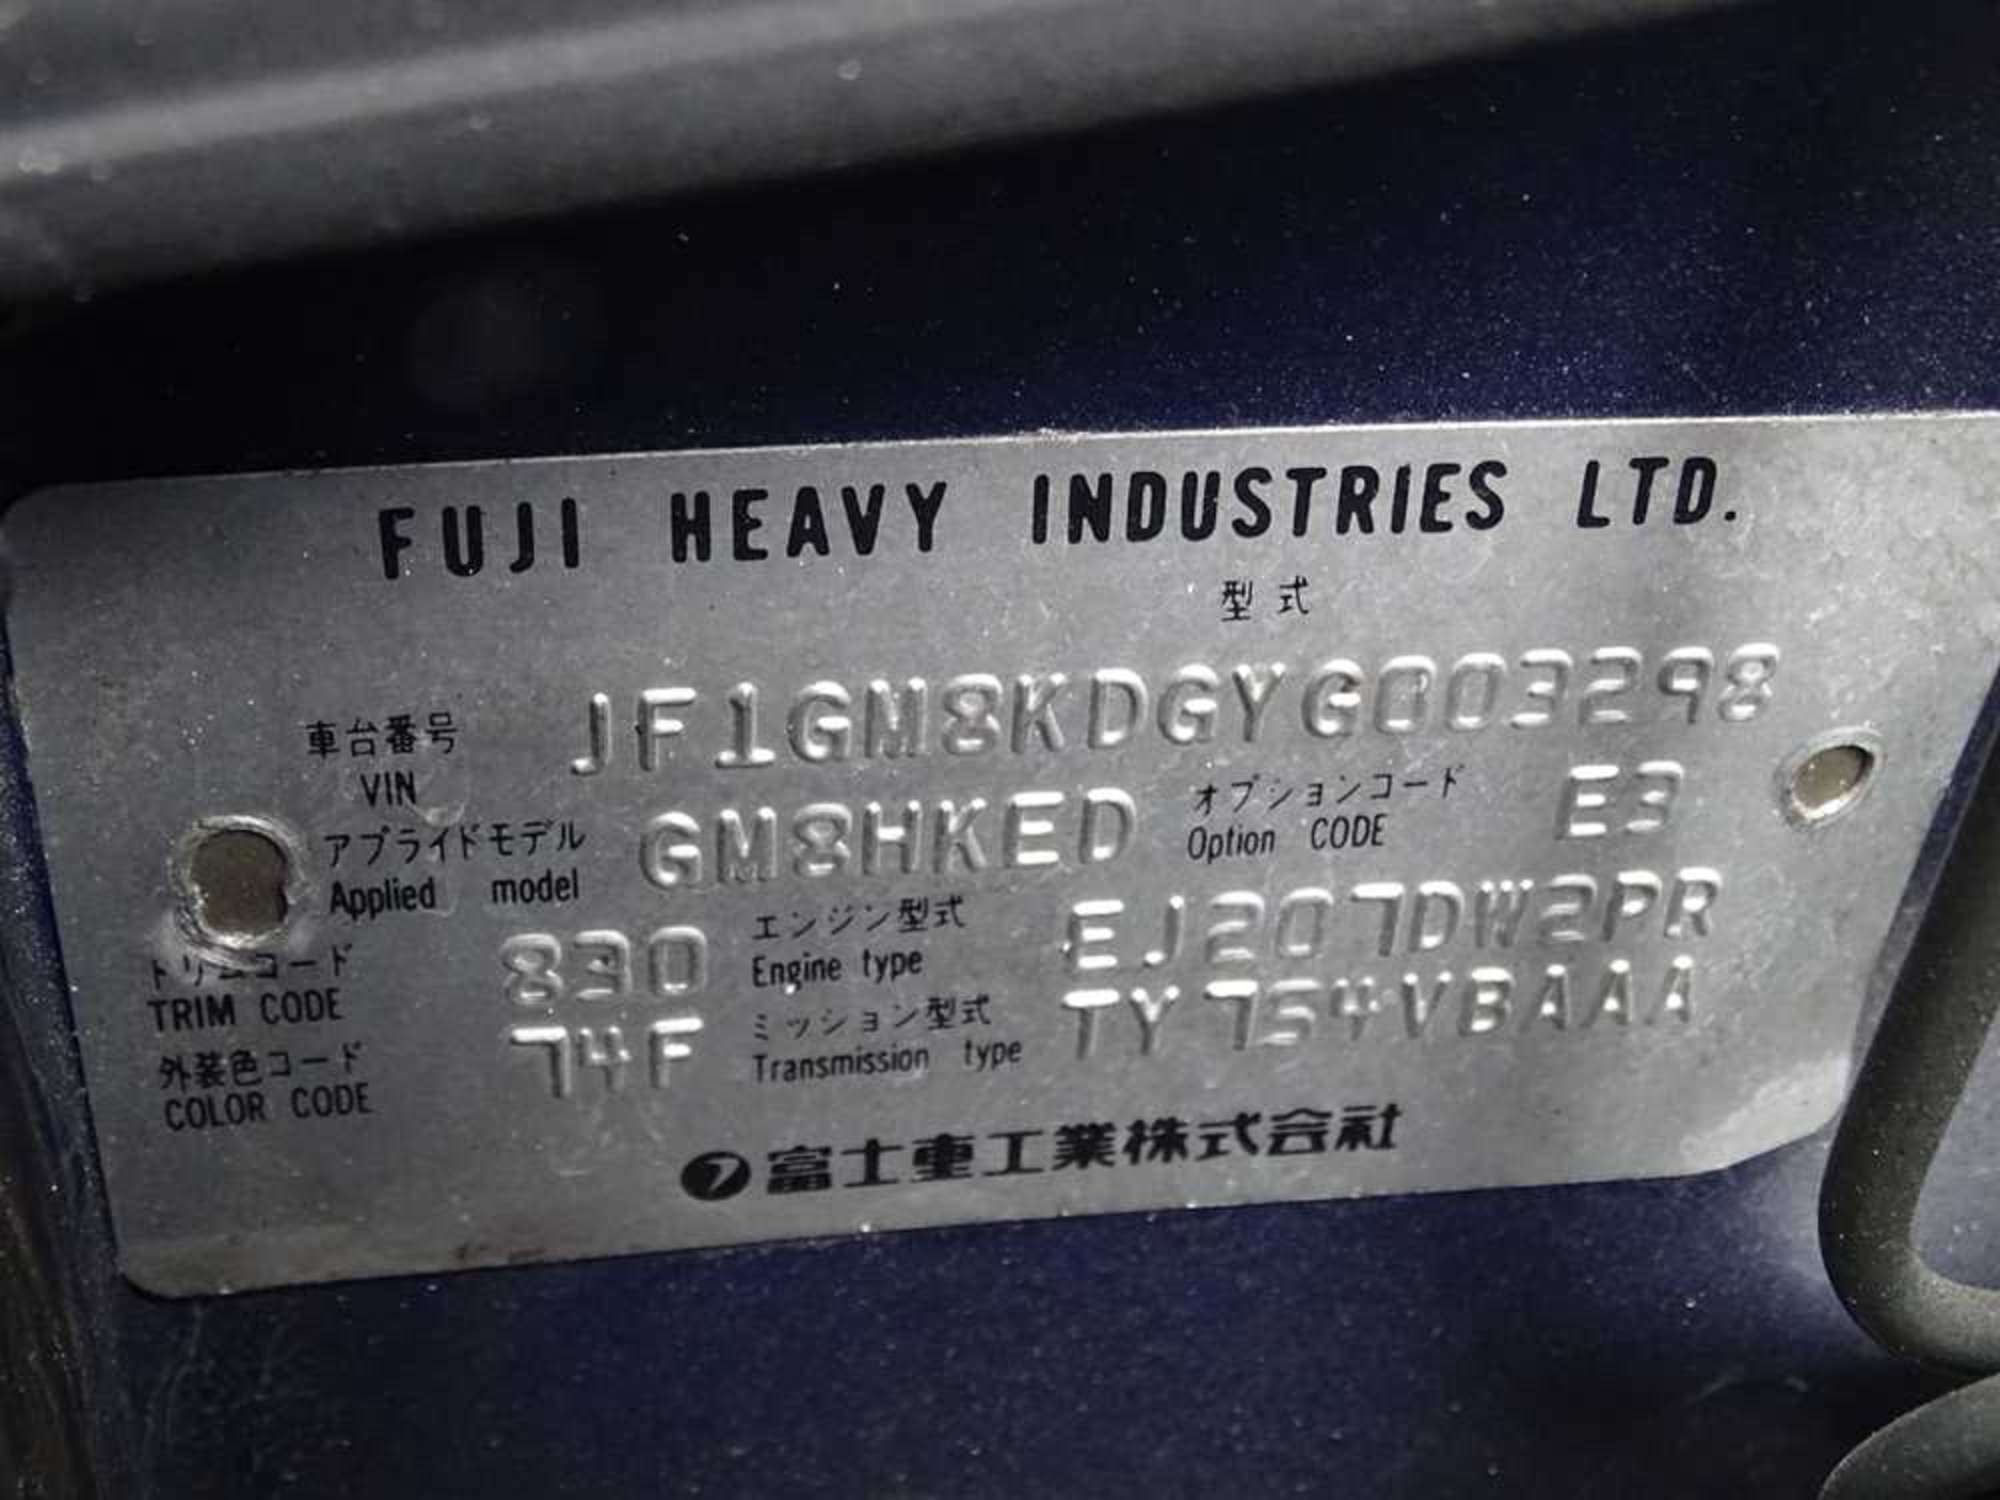 FUJI HEAVY INDUSTRIES LTD.
型式
車台番号 JF1GM8KDGYG003298
VIN
アプライドモデル GM8HKED オプションコード E3
Applied model Option CODE
トリムコード 830 エンジン型式 EJ207DW2PR
TRIM CODE Engine type
外装色コード 74F ミッション型式 TY754VBAAA
COLOR CODE Transmission type
富士重工業株式会社